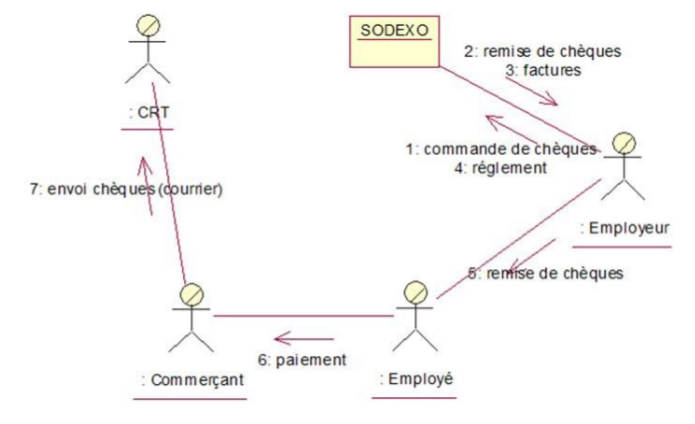 SODEXO
2: remise de chèques
3: factures
: CRT
1: commande de chèques
4: réglement
7: envoi chèques (courrier)
: Employeur
5: remise de chèques
6: paiement
: Commerçant
: Employé